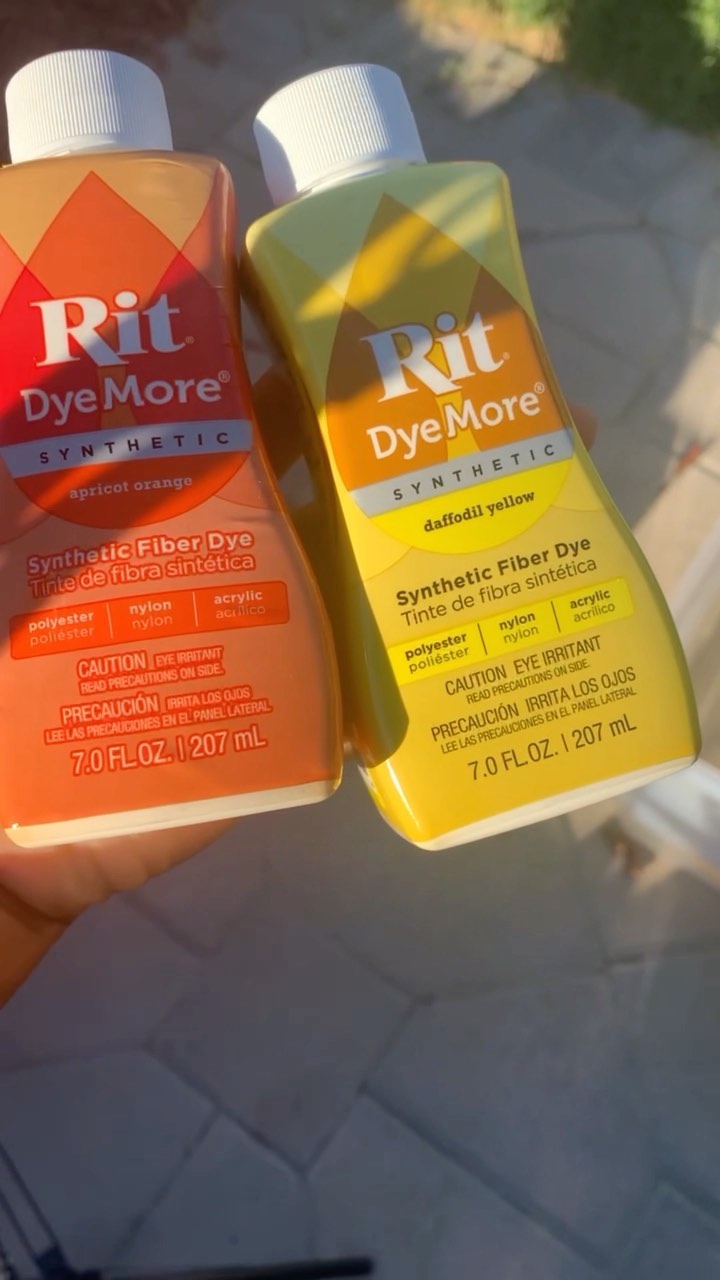 Rit®
DyeMore®
SYNTHETIC
apricot orange
Synthetic Fiber Dye
Tinte de fibra sintética
polyester | nylon | acrylic
poliéster | nylon | acrílico
CAUTION EYE IRRITANT
READ PRECAUTIONS ON SIDE.
PRECAUCIÓN IRRITA LOS OJOS
LEE LAS PRECAUCIONES EN EL PANEL LATERAL.
7.0 FL.OZ. | 207 mL
Rit®
DyeMore®
SYNTHETIC
daffodil yellow
Synthetic Fiber Dye
Tinte de fibra sintética
polyester | nylon | acrylic
poliéster | nylon | acrílico
CAUTION EYE IRRITANT
READ PRECAUTIONS ON SIDE.
PRECAUCIÓN IRRITA LOS OJOS
LEE LAS PRECAUCIONES EN EL PANEL LATERAL.
7.0 FL.OZ. | 207 mL